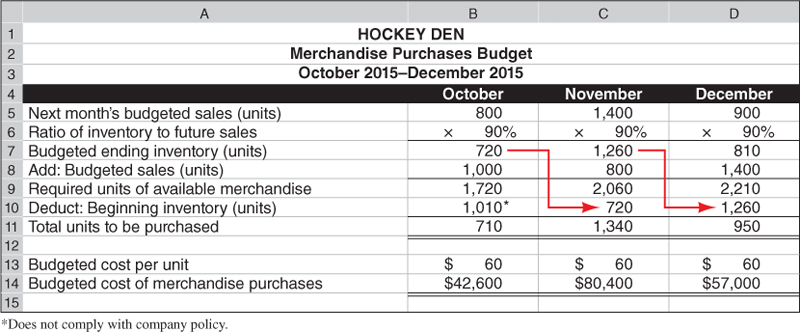 A B C D
1 HOCKEY DEN
2 Merchandise Purchases Budget
3 October 2015–December 2015
4 October November December
5 Next month's budgeted sales (units) 800 1,400 900
6 Ratio of inventory to future sales × 90% × 90% × 90%
7 Budgeted ending inventory (units) 720 1,260 810
8 Add: Budgeted sales (units) 1,000 800 1,400
9 Required units of available merchandise 1,720 2,060 2,210
10 Deduct: Beginning inventory (units) 1,010* 720 1,260
11 Total units to be purchased 710 1,340 950
12
13 Budgeted cost per unit $ 60 $ 60 $ 60
14 Budgeted cost of merchandise purchases $42,600 $80,400 $57,000
15
*Does not comply with company policy.